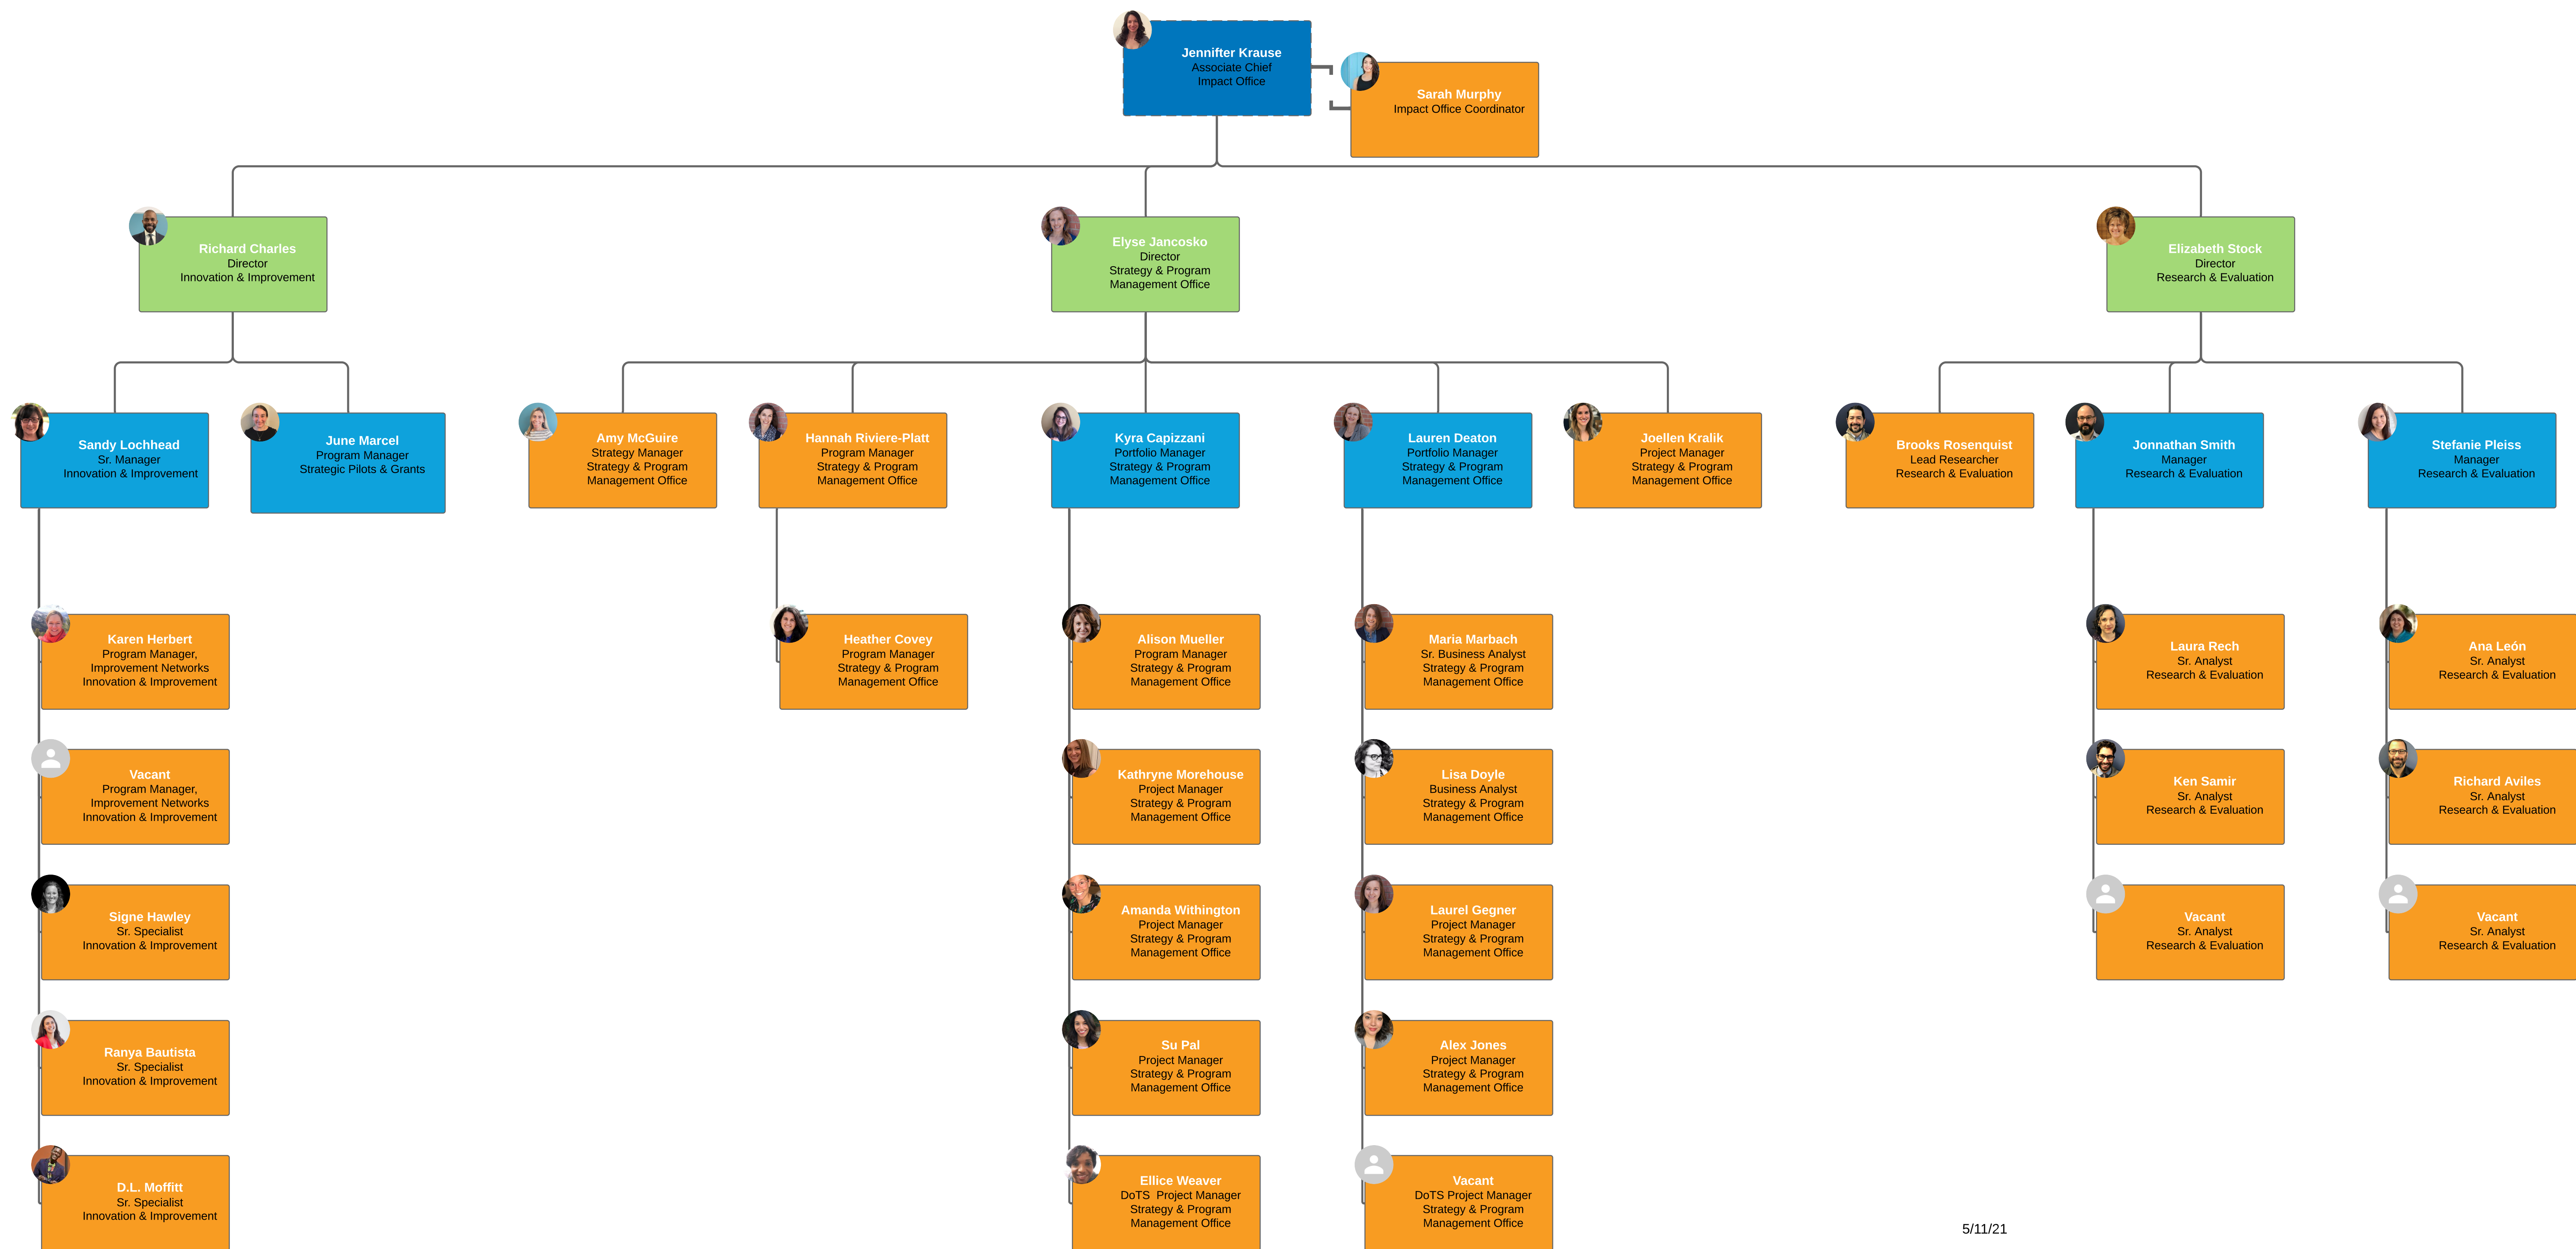 Jennifter Krause
Associate Chief
Impact Office
Sarah Murphy
Impact Office Coordinator
Richard Charles
Director
Innovation & Improvement
Elyse Jancosko
Director
Strategy & Program
Management Office
Elizabeth Stock
Director
Research & Evaluation
Sandy Lochhead
Sr. Manager
Innovation & Improvement
June Marcel
Program Manager
Strategic Pilots & Grants
Amy McGuire
Strategy Manager
Strategy & Program
Management Office
Hannah Riviere-Platt
Program Manager
Strategy & Program
Management Office
Kyra Capizzani
Portfolio Manager
Strategy & Program
Management Office
Lauren Deaton
Portfolio Manager
Strategy & Program
Management Office
Joellen Kralik
Project Manager
Strategy & Program
Management Office
Brooks Rosenquist
Lead Researcher
Research & Evaluation
Jonnathan Smith
Manager
Research & Evaluation
Stefanie Pleiss
Manager
Research & Evaluation
Karen Herbert
Program Manager,
Improvement Networks
Innovation & Improvement
Heather Covey
Program Manager
Strategy & Program
Management Office
Alison Mueller
Program Manager
Strategy & Program
Management Office
Maria Marbach
Sr. Business Analyst
Strategy & Program
Management Office
Laura Rech
Sr. Analyst
Research & Evaluation
Ana León
Sr. Analyst
Research & Evaluation
Vacant
Program Manager,
Improvement Networks
Innovation & Improvement
Kathryne Morehouse
Project Manager
Strategy & Program
Management Office
Lisa Doyle
Business Analyst
Strategy & Program
Management Office
Ken Samir
Sr. Analyst
Research & Evaluation
Richard Aviles
Sr. Analyst
Research & Evaluation
Signe Hawley
Sr. Specialist
Innovation & Improvement
Amanda Withington
Project Manager
Strategy & Program
Management Office
Laurel Gegner
Project Manager
Strategy & Program
Management Office
Vacant
Sr. Analyst
Research & Evaluation
Vacant
Sr. Analyst
Research & Evaluation
Ranya Bautista
Sr. Specialist
Innovation & Improvement
Su Pal
Project Manager
Strategy & Program
Management Office
Alex Jones
Project Manager
Strategy & Program
Management Office
D.L. Moffitt
Sr. Specialist
Innovation & Improvement
Ellice Weaver
DoTS  Project Manager
Strategy & Program
Management Office
Vacant
DoTS Project Manager
Strategy & Program
Management Office
5/11/21